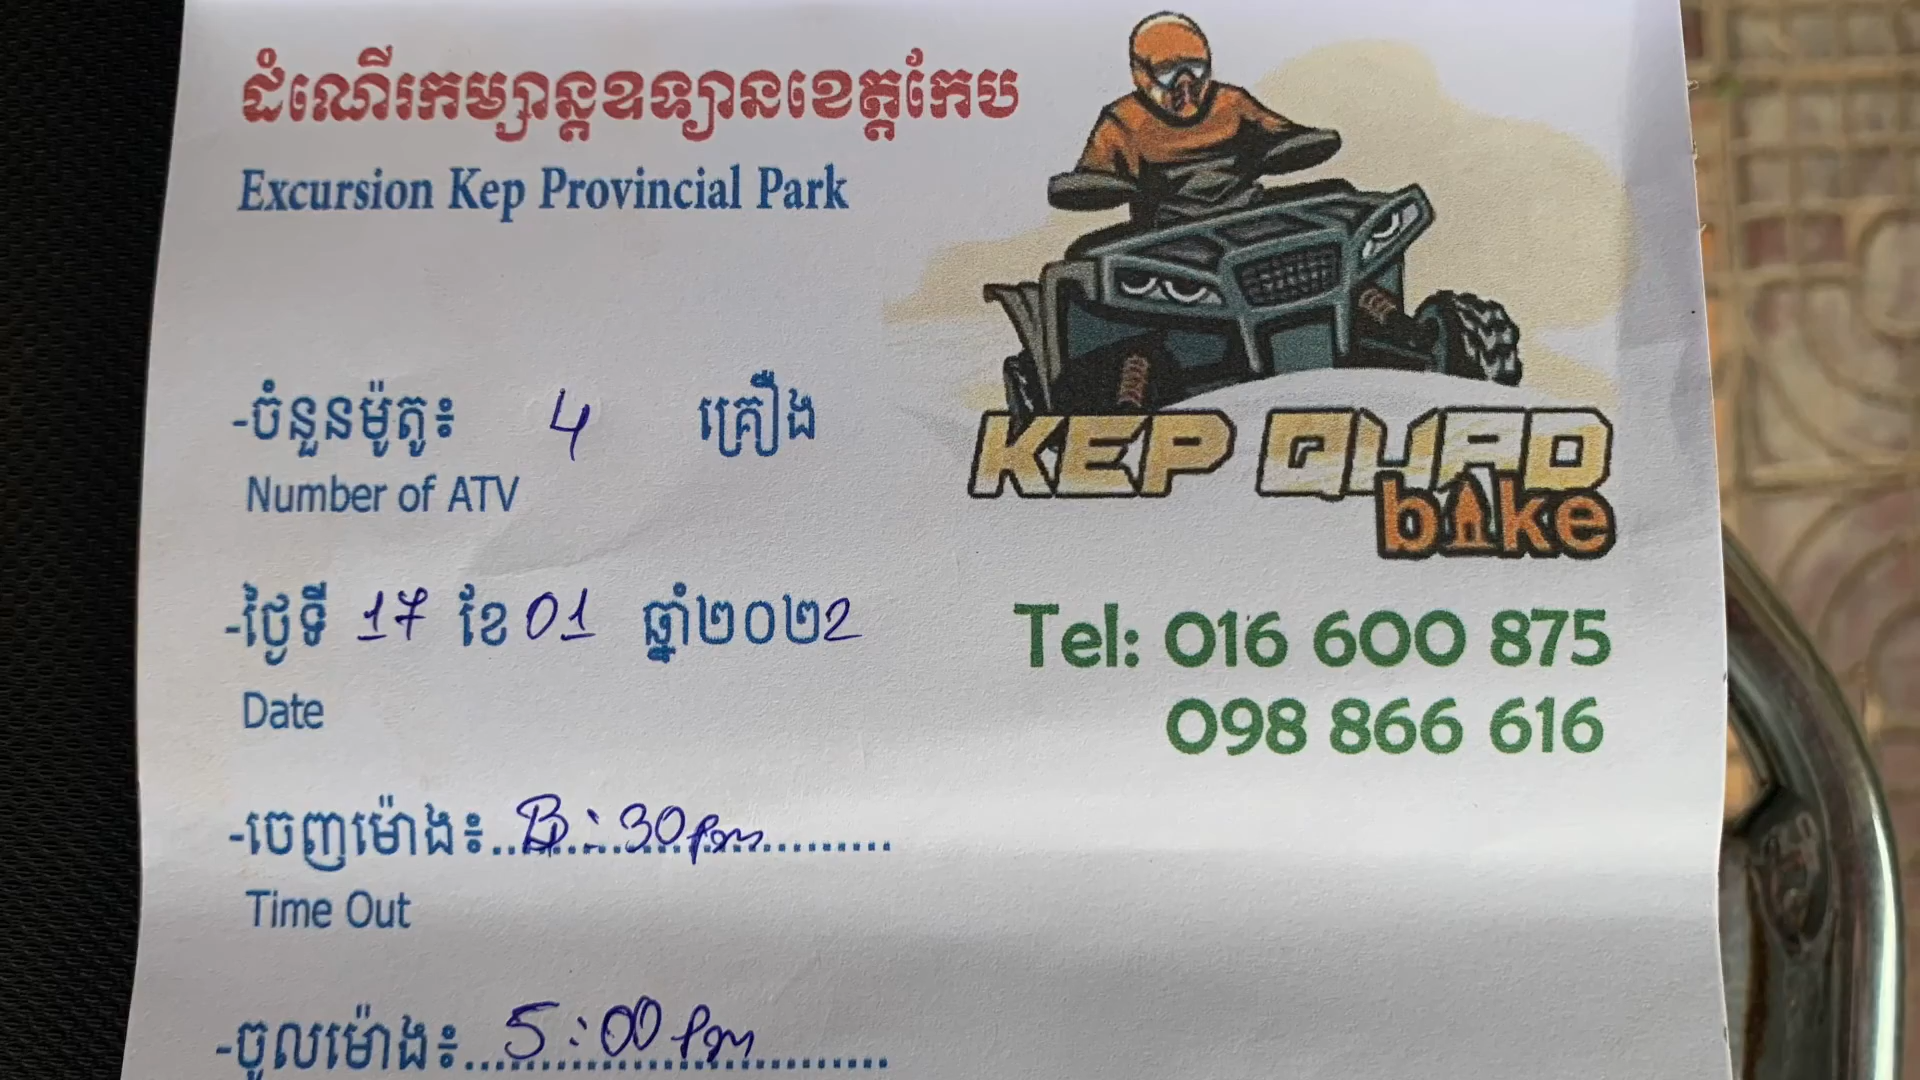 ដំណើរកម្សាន្តឧទ្យានខេត្តកែប
Excursion Kep Provincial Park
-ចំនួនម៉ូតូ៖ 4 គ្រឿង
Number of ATV
KEP QUAD
bike
-ថ្ងៃទី 17 ខែ 01 ឆ្នាំ២០២2
Date
Tel: 016 600 875
098 866 616
-ចេញម៉ោង៖ :30pm
Time Out
-ចូលម៉ោង៖ 5:00pm